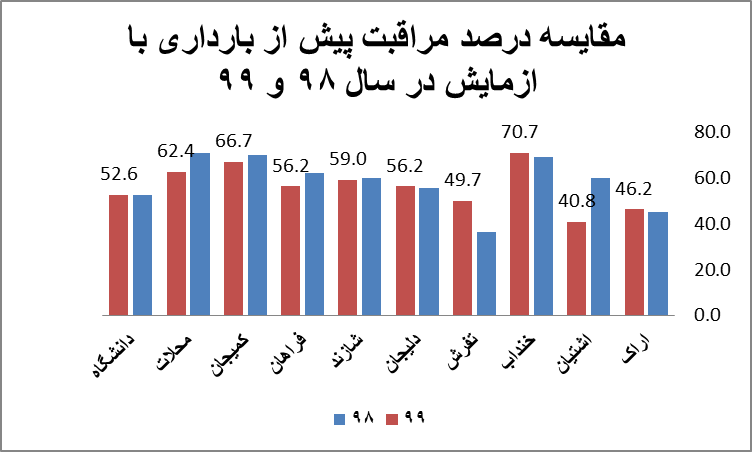 مقایسه درصد مراقبت پیش از بارداری با
ازمایش در سال ۹۸ و ۹۹
80.0
60.0
40.0
20.0
0.0
52.6
62.4
66.7
56.2
59.0
56.2
49.7
70.7
40.8
46.2
اراک
اشتیان
خنداب
تفرش
دلیجان
شازند
فراهان
کمیجان
محلات
دانشگاه
۹۸
۹۹